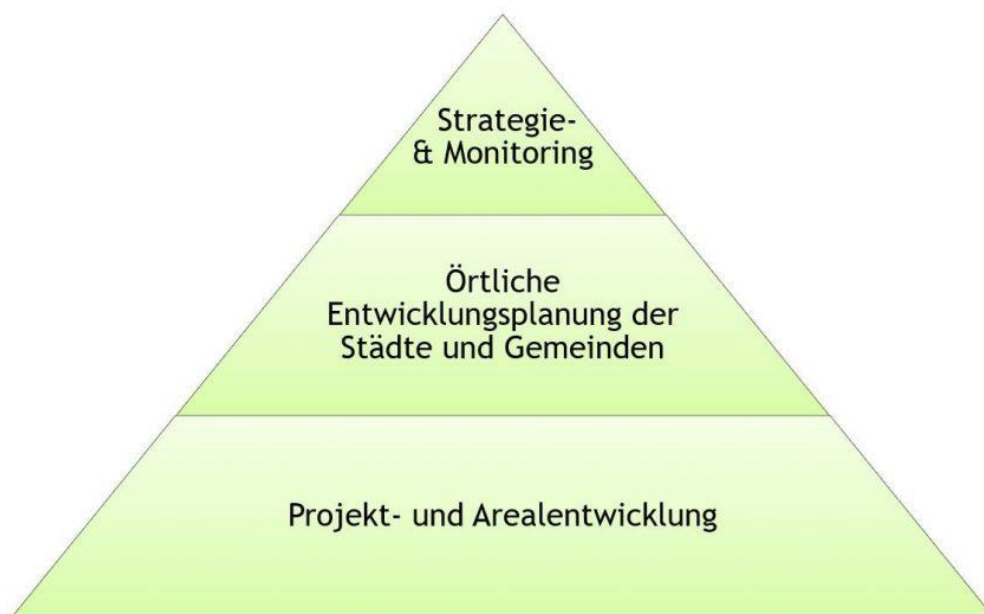 Strategie-
& Monitoring
Örtliche
Entwicklungsplanung der
Städte und Gemeinden
Projekt- und Arealentwicklung